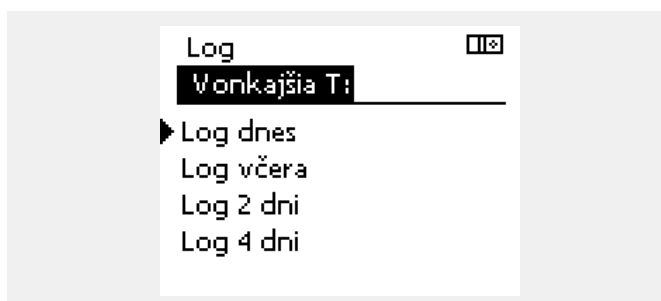 Log
Vonkajšia T:
Log dnes
Log včera
Log 2 dni
Log 4 dni